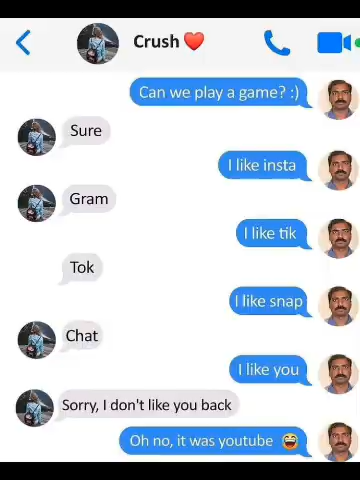 Crush❤️
Can we play a game? :)
Sure
I like insta
Gram
I like tik
Tok
I like snap
Chat
I like you
Sorry, I don't like you back
Oh no, it was youtube 😂